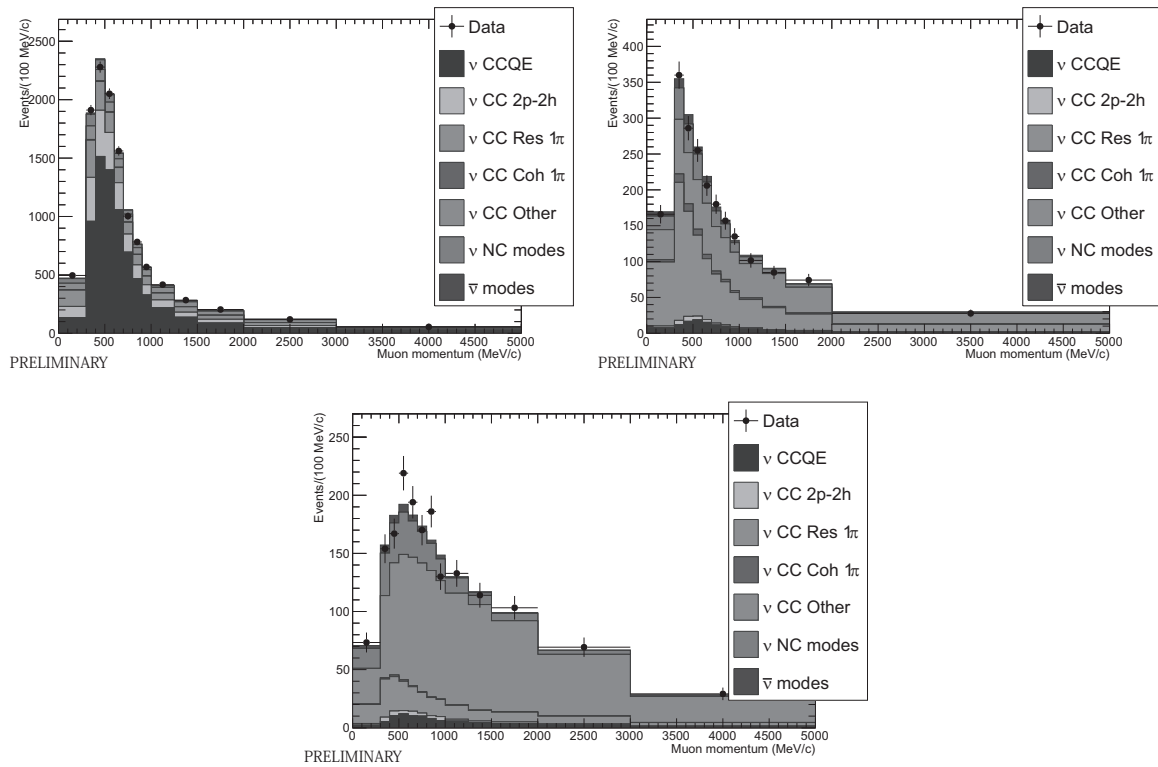 Events/(100 MeV/c)
2500
2000
1500
1000
500
0
0 500 1000 1500 2000 2500 3000 3500 4000 4500 5000
Muon momentum (MeV/c)
Data
ν CCQE
ν CC 2p-2h
ν CC Res 1π
ν CC Coh 1π
ν CC Other
ν NC modes
ν̅ modes
PRELIMINARY
Events/(100 MeV/c)
400
350
300
250
200
150
100
50
0
0 500 1000 1500 2000 2500 3000 3500 4000 4500 5000
Muon momentum (MeV/c)
Data
ν CCQE
ν CC 2p-2h
ν CC Res 1π
ν CC Coh 1π
ν CC Other
ν NC modes
ν̅ modes
PRELIMINARY
Events/(100 MeV/c)
250
200
150
100
50
0
0 500 1000 1500 2000 2500 3000 3500 4000 4500 5000
Muon momentum (MeV/c)
Data
ν CCQE
ν CC 2p-2h
ν CC Res 1π
ν CC Coh 1π
ν CC Other
ν NC modes
ν̅ modes
PRELIMINARY